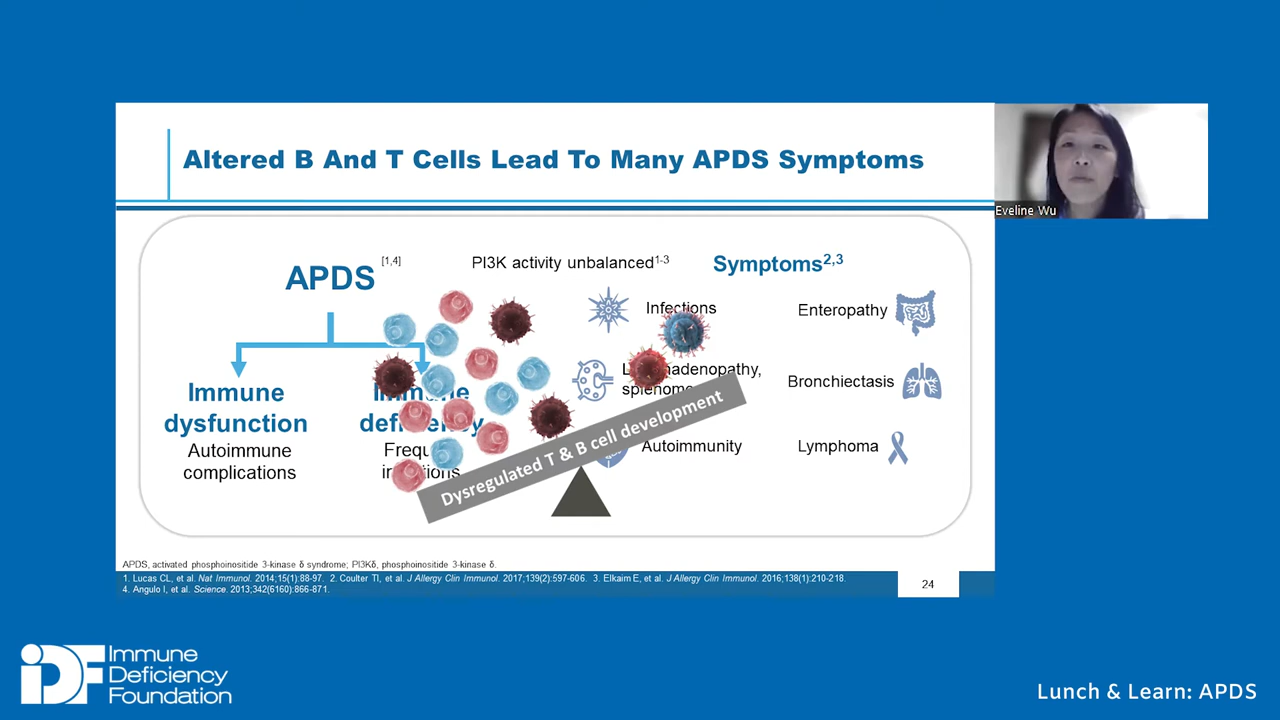 Altered B And T Cells Lead To Many APDS Symptoms
Eveline Wu
APDS [1,4]
PI3K activity unbalanced1-3
Symptoms2,3
Immune
dysfunction
Autoimmune
complications
Immune
deficiency
Infections
Enteropathy
Bronchiectasis
Autoimmunity
Lymphoma
Dysregulated T & B cell development
APDS, activated phosphoinositide 3-kinase δ syndrome; PI3Kδ, phosphoinositide 3-kinase δ.
1. Lucas CL, et al. Nat Immunol. 2014;15(1):88-97. 2. Coulter TI, et al. J Allergy Clin Immunol. 2017;139(2):597-606. 3. Elkaim E, et al. J Allergy Clin Immunol. 2016;138(1):210-218.
4. Angulo I, et al. Science. 2013;342(6160):866-871.
24
IDF Immune
Deficiency
Foundation
Lunch & Learn: APDS